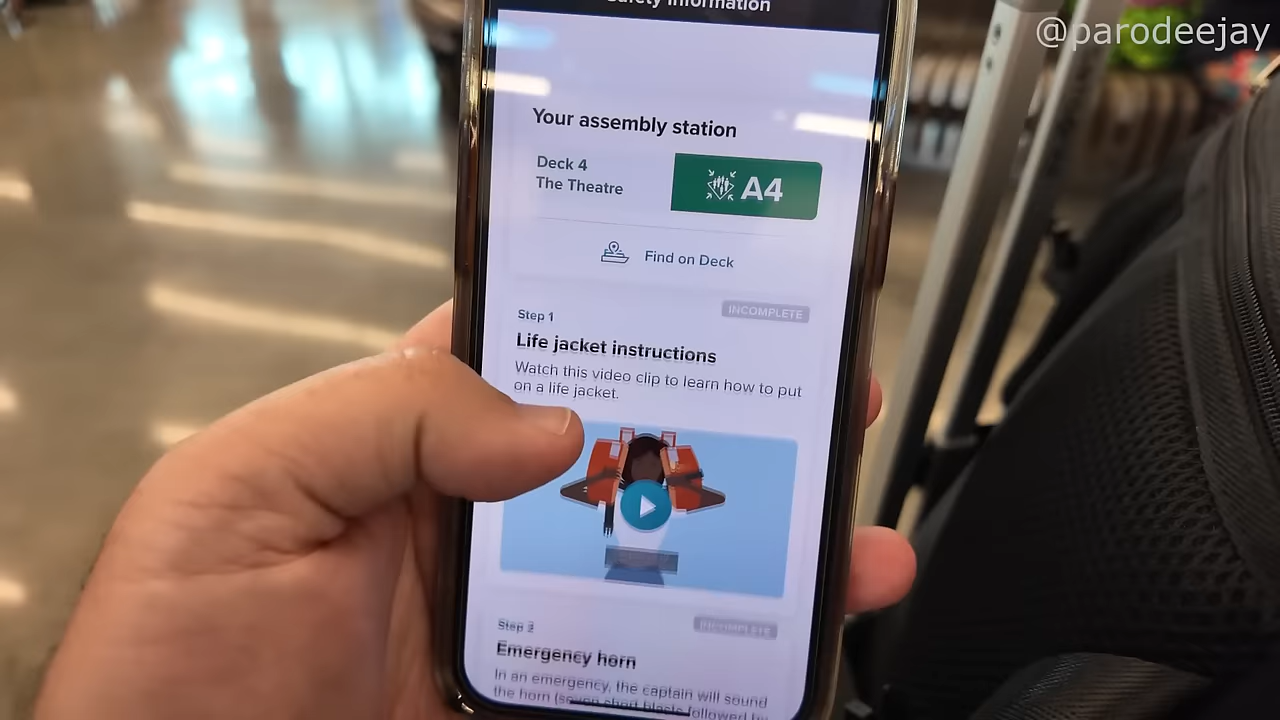 @parodeejay
Safety Information
Your assembly station
Deck 4
The Theatre
A4
Find on Deck
INCOMPLETE
Step 1
Life jacket instructions
Watch this video clip to learn how to put
on a life jacket.
INCOMPLETE
Step 2
Emergency horn
In an emergency, the captain will sound
the horn (seven short blasts followed by